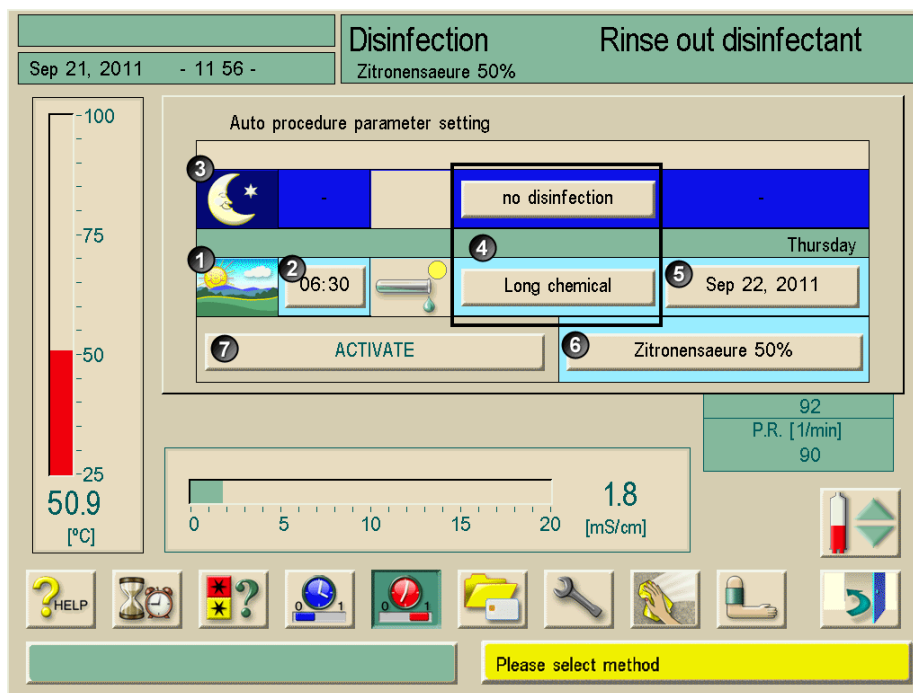 Disinfection Rinse out disinfectant
Sep 21, 2011 - 11 56 - Zitronensaeure 50%
Auto procedure parameter setting
3
- no disinfection -
4
Thursday
1 2 06:30 Long chemical 5 Sep 22, 2011
7 ACTIVATE 6 Zitronensaeure 50%
100
75
50
25
50.9
[ºC]
92
P.R. [1/min]
90
0 5 10 15 20
1.8
[mS/cm]
? HELP
?
0 1
0 1
Please select method